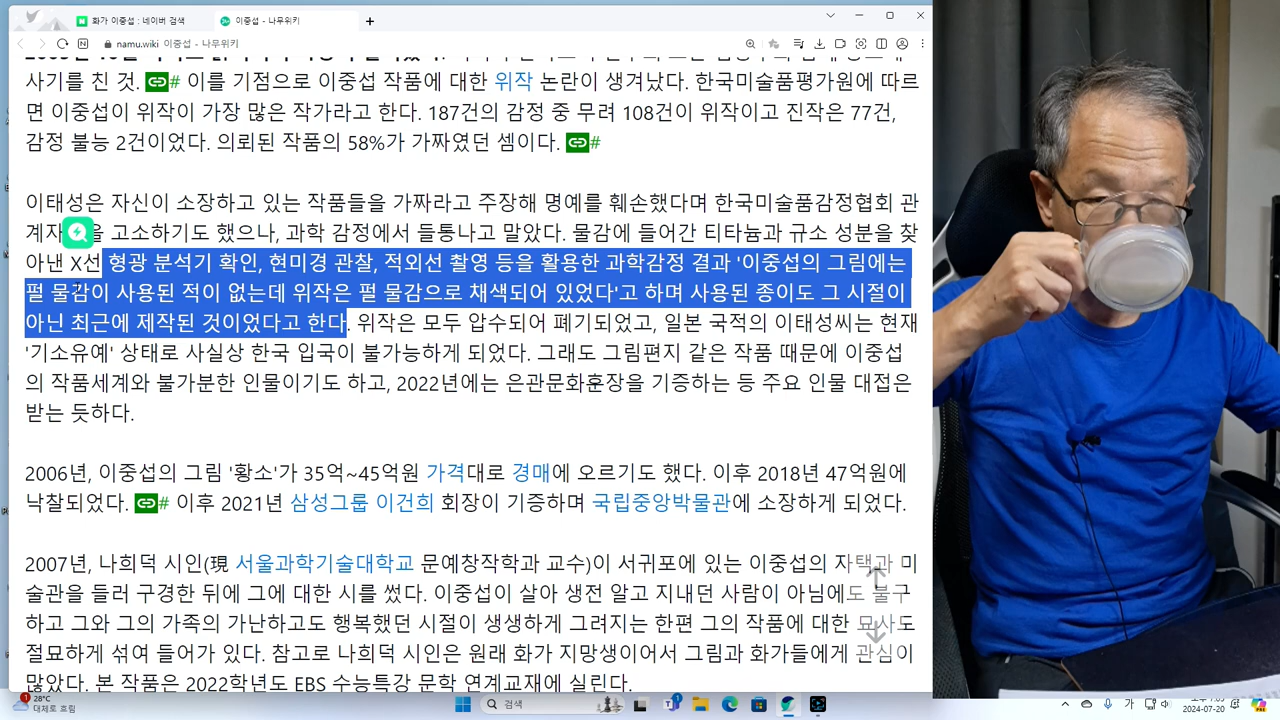 화가 이중섭 : 네이버 검색
이중섭 - 나무위키
namu.wiki 이중섭 - 나무위키
사기를 친 것. # 이를 기점으로 이중섭 작품에 대한 위작 논란이 생겨났다. 한국미술품평가원에 따르
면 이중섭이 위작이 가장 많은 작가라고 한다. 187건의 감정 중 무려 108건이 위작이고 진작은 77건,
감정 불능 2건이었다. 의뢰된 작품의 58%가 가짜였던 셈이다. #
이태성은 자신이 소장하고 있는 작품들을 가짜라고 주장해 명예를 훼손했다며 한국미술품감정협회 관
계자 을 고소하기도 했으나, 과학 감정에서 들통나고 말았다. 물감에 들어간 티타늄과 규소 성분을 찾
아낸 X선 형광 분석기 확인, 현미경 관찰, 적외선 촬영 등을 활용한 과학감정 결과 '이중섭의 그림에는
펄 물감이 사용된 적이 없는데 위작은 펄 물감으로 채색되어 있었다'고 하며 사용된 종이도 그 시절이
아닌 최근에 제작된 것이었다고 한다. 위작은 모두 압수되어 폐기되었고, 일본 국적의 이태성씨는 현재
'기소유예' 상태로 사실상 한국 입국이 불가능하게 되었다. 그래도 그림편지 같은 작품 때문에 이중섭
의 작품세계와 불가분한 인물이기도 하고, 2022년에는 은관문화훈장을 기증하는 등 주요 인물 대접은
받는 듯하다.
2006년, 이중섭의 그림 '황소'가 35억~45억원 가격대로 경매에 오르기도 했다. 이후 2018년 47억원에
낙찰되었다. # 이후 2021년 삼성그룹 이건희 회장이 기증하며 국립중앙박물관에 소장하게 되었다.
2007년, 나희덕 시인(現 서울과학기술대학교 문예창작학과 교수)이 서귀포에 있는 이중섭의 자택과 미
술관을 들러 구경한 뒤에 그에 대한 시를 썼다. 이중섭이 살아 생전 알고 지내던 사람이 아님에도 불구
하고 그와 그의 가족의 가난하고도 행복했던 시절이 생생하게 그려지는 한편 그의 작품에 대한 묘사도
절묘하게 섞여 들어가 있다. 참고로 나희덕 시인은 원래 화가 지망생이어서 그림과 화가들에게 관심이
많았다. 본 작품은 2022학년도 EBS 수능특강 문학 연계교재에 실린다.
28°C
대체로 흐림
검색
가
2024-07-20